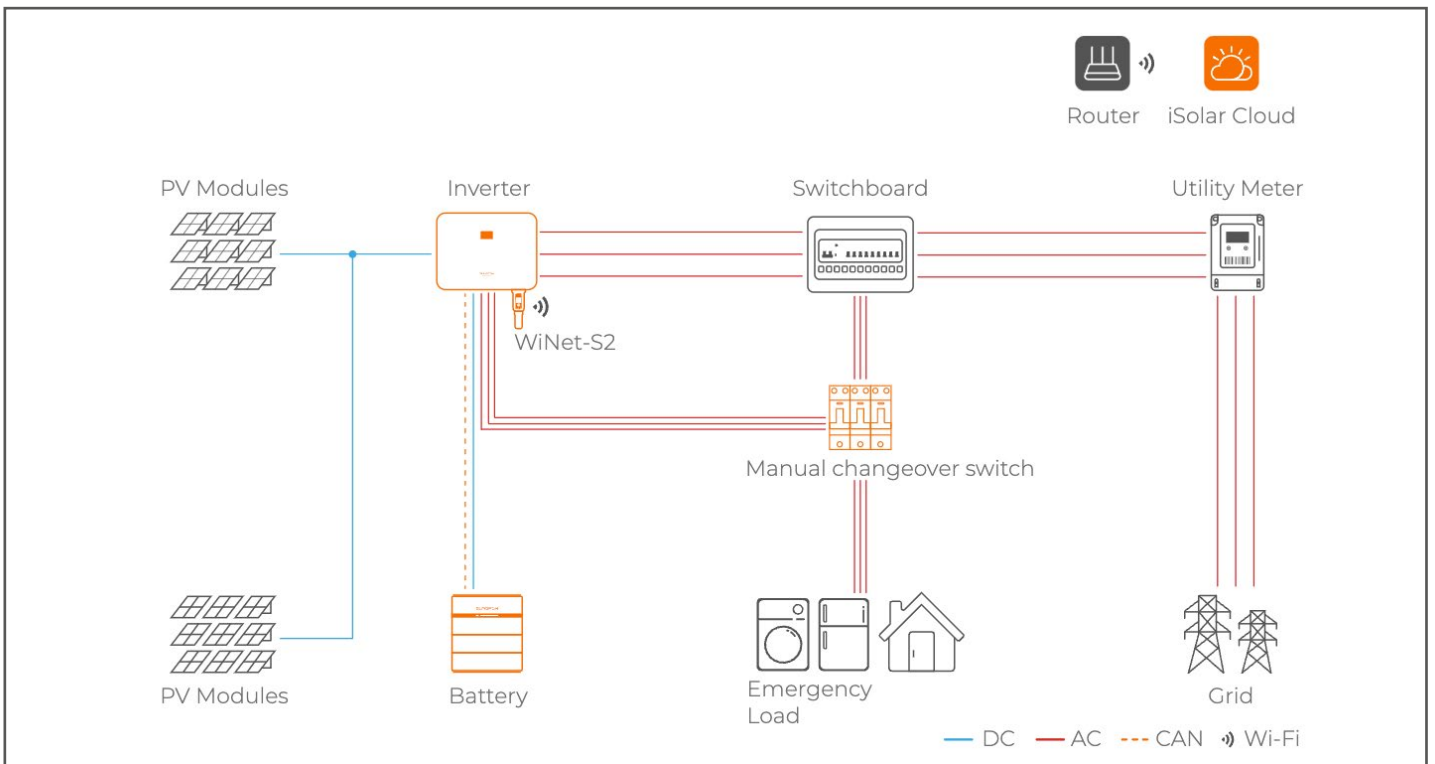 Router iSolar Cloud
PV Modules Inverter Switchboard Utility Meter
WiNet-S2
Manual changeover switch
PV Modules Battery Emergency Load Grid
DC AC CAN Wi-Fi